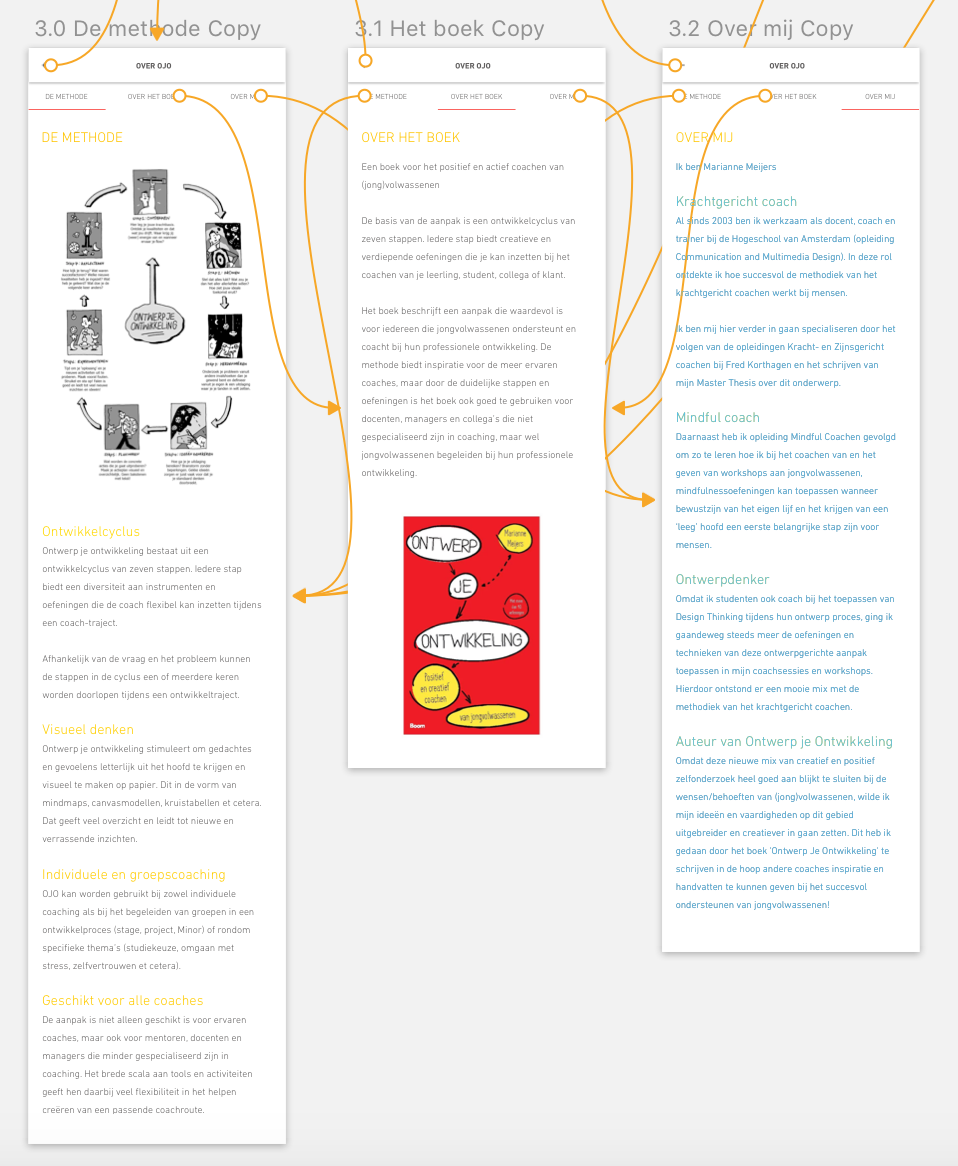 3.0 De methode Copy
OVER OJO
DE METHODE
OVER HET BOEK
OVER MIJ
DE METHODE
ONTWERP JE
ONTWIKKELING
Ontwikkelcyclus
Ontwerp je ontwikkeling bestaat uit een
ontwikkelcyclus van zeven stappen. Iedere stap
biedt een diversiteit aan instrumenten en
oefeningen die de coach flexibel kan inzetten tijdens
een coach-traject.
Afhankelijk van de vraag en het probleem kunnen
de stappen in de cyclus een of meerdere keren
worden doorlopen tijdens een ontwikkeltraject.
Visueel denken
Ontwerp je ontwikkeling stimuleert om gedachtes
en gevoelens letterlijk uit het hoofd te krijgen en
visueel te maken op papier. Dit in de vorm van
mindmaps, canvasmodellen, kruistabellen et cetera.
Dat geeft veel overzicht en leidt tot nieuwe en
verrassende inzichten.
Individuele en groepscoaching
OJO kan worden gebruikt bij zowel individuele
coaching als bij het begeleiden van groepen in een
ontwikkelproces (stage, project, Minor) of rondom
specifieke thema's (studiekeuze, omgaan met
stress, zelfvertrouwen et cetera).
Geschikt voor alle coaches
De aanpak is niet alleen geschikt is voor ervaren
coaches, maar ook voor mentoren, docenten en
managers die minder gespecialiseerd zijn in
coaching. Het brede scala aan tools en activiteiten
geeft hen daarbij veel flexibiliteit in het helpen
creëren van een passende coachroute.
3.1 Het boek Copy
OVER OJO
DE METHODE
OVER HET BOEK
OVER MIJ
OVER HET BOEK
Een boek voor het positief en actief coachen van
(jong)volwassenen
De basis van de aanpak is een ontwikkelcyclus van
zeven stappen. Iedere stap biedt creatieve en
verdiepende oefeningen die je kan inzetten bij het
coachen van je leerling, student, collega of klant.
Het boek beschrijft een aanpak die waardevol is
voor iedereen die jongvolwassenen ondersteunt en
coacht bij hun professionele ontwikkeling. De
methode biedt inspiratie voor de meer ervaren
coaches, maar door de duidelijke stappen en
oefeningen is het boek ook goed te gebruiken voor
docenten, managers en collega's die niet
gespecialiseerd zijn in coaching, maar wel
jongvolwassenen begeleiden bij hun professionele
ontwikkeling.
ONTWERP
Marianne
Meijers
JE
ONTWIKKELING
Positief
en creatief
coachen
van jongvolwassenen
Boom
3.2 Over mij Copy
OVER OJO
DE METHODE
OVER HET BOEK
OVER MIJ
OVER MIJ
Ik ben Marianne Meijers
Krachtgericht coach
Al sinds 2003 ben ik werkzaam als docent, coach en
trainer bij de Hogeschool van Amsterdam (opleiding
Communication and Multimedia Design). In deze rol
ontdekte ik hoe succesvol de methodiek van het
krachtgericht coachen werkt bij mensen.
Ik ben mij hier verder in gaan specialiseren door het
volgen van de opleidingen Kracht- en Zijnsgericht
coachen bij Fred Korthagen en het schrijven van
mijn Master Thesis over dit onderwerp.
Mindful coach
Daarnaast heb ik opleiding Mindful Coachen gevolgd
om zo te leren hoe ik bij het coachen van en het
geven van workshops aan jongvolwassenen,
mindfulnessoefeningen kan toepassen wanneer
bewustzijn van het eigen lijf en het krijgen van een
'leeg' hoofd een eerste belangrijke stap zijn voor
mensen.
Ontwerpdenker
Omdat ik studenten ook coach bij het toepassen van
Design Thinking tijdens hun ontwerp proces, ging ik
gaandeweg steeds meer de oefeningen en
technieken van deze ontwerpgerichte aanpak
toepassen in mijn coachsessies en workshops.
Hierdoor ontstond er een mooie mix met de
methodiek van het krachtgericht coachen.
Auteur van Ontwerp je Ontwikkeling
Omdat deze nieuwe mix van creatief en positief
zelfonderzoek heel goed aan blijkt te sluiten bij de
wensen/behoeften van (jong)volwassenen, wilde ik
mijn ideeën en vaardigheden op dit gebied
uitgebreider en creatiever in gaan zetten. Dit heb ik
gedaan door het boek 'Ontwerp Je Ontwikkeling' te
schrijven in de hoop andere coaches inspiratie en
handvatten te kunnen geven bij het succesvol
ondersteunen van jongvolwassenen!